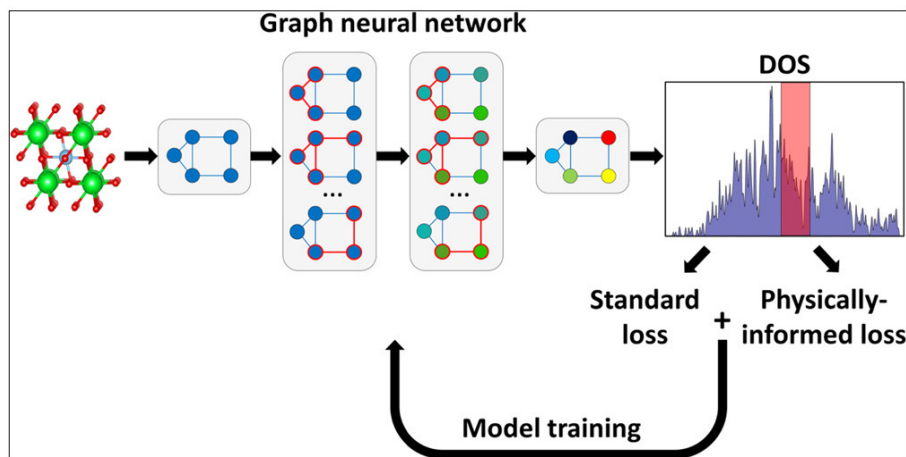 Graph neural network
DOS
...
...
Standard
loss
+
Physically-
informed loss
Model training